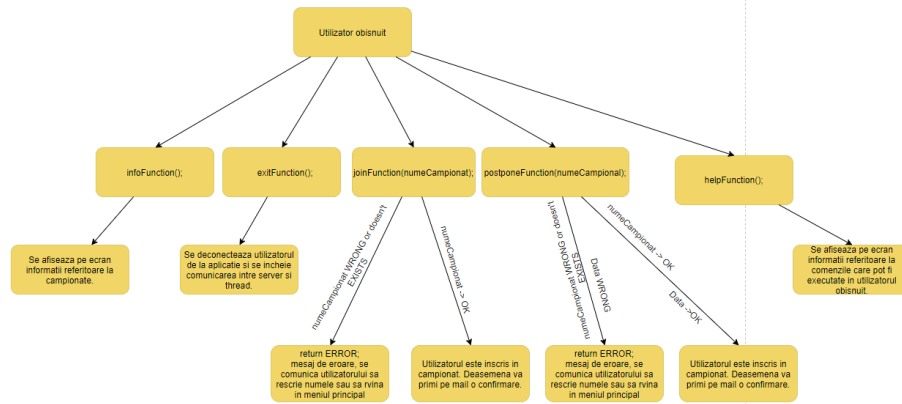 Utilizator obisnuit
infoFunction();
exitFunction();
joinFunction(numeCampionat);
postponeFunction(numeCampional);
helpFunction();
Se afiseaza pe ecran
informatii referitoare la
campionate.
Se deconecteaza utilizatorul
de la aplicatie si se incheie
comunicarea intre server si
thread.
numeCampionat WRONG or doesn't
EXISTS
numeCampionat -> OK
numeCampionat WRONG or doesn't
EXISTS
Data WRONG
numeCampionat -> OK
Data ->OK
Se afiseaza pe ecran
informatii referitoare la
comenzile care pot fi
executate in utilizatorul
obisnuit.
return ERROR;
mesaj de eroare, se
comunica utilizatorului sa
rescrie numele sau sa rvina
in meniul principal
Utilizatorul este inscris in
campionat. Deasemena va
primi pe mail o confirmare.
return ERROR;
mesaj de eroare, se
comunica utilizatorului sa
rescrie numele sau sa rvina
in meniul principal
Utilizatorul este inscris in
campionat. Deasemena va
primi pe mail o confirmare.